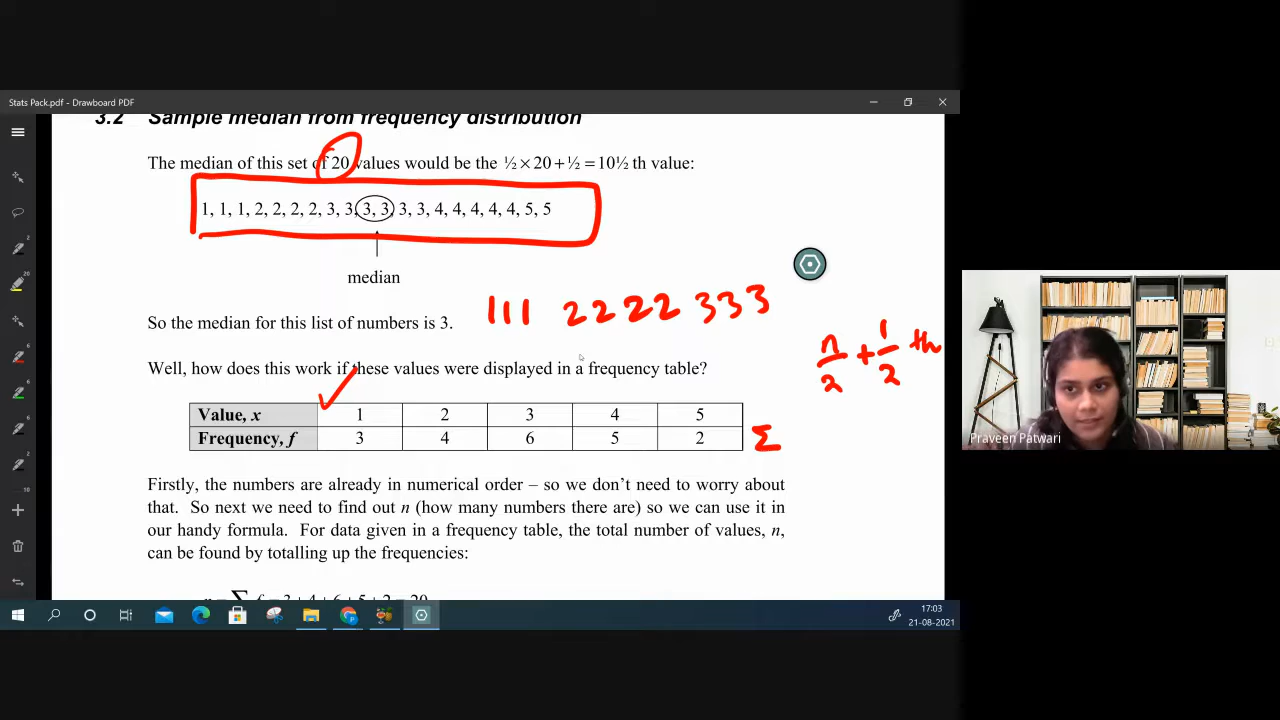 Stats Pack.pdf - Drawboard PDF
3.2 Sample median from frequency distribution
The median of this set of 20 values would be the ½ × 20 + ½ = 10½ th value:
1, 1, 1, 2, 2, 2, 2, 3, 3, 3, 3, 3, 3, 4, 4, 4, 4, 4, 5, 5
median
111 2222 333
So the median for this list of numbers is 3.
n/2 + 1/2 th
Well, how does this work if these values were displayed in a frequency table?
Value, x 1 2 3 4 5
Frequency, f 3 4 6 5 2 Σ
Praveen Patwari
Firstly, the numbers are already in numerical order – so we don't need to worry about
that. So next we need to find out n (how many numbers there are) so we can use it in
our handy formula. For data given in a frequency table, the total number of values, n,
can be found by totalling up the frequencies:
n = ∑ f = 3 + 4 + 6 + 5 + 2 = 20
17:03
21-08-2021